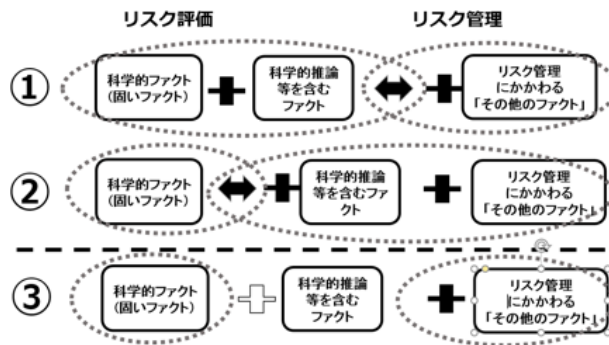 リスク評価
リスク管理
①
科学的ファクト
(固いファクト)
科学的推論
等を含む
ファクト
リスク管理
にかかわる
「その他のファクト」
②
科学的ファクト
(固いファクト)
科学的推論
等を含むファ
クト
リスク管理
にかかわる
「その他のファクト」
③
科学的ファクト
(固いファクト)
科学的推論
等を含む
ファクト
リスク管理
にかかわる
「その他のファクト」